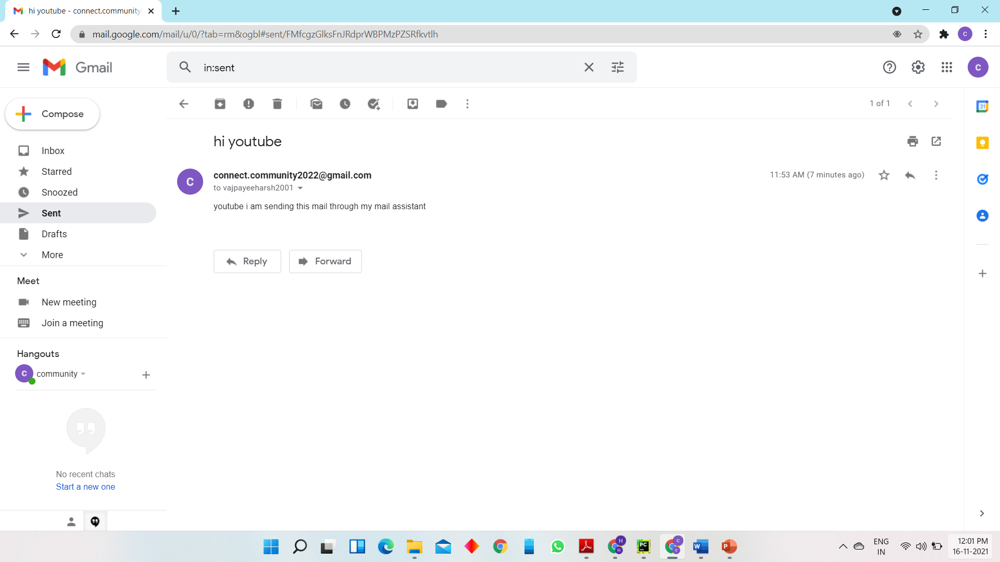 hi youtube - connect.community
mail.google.com/mail/u/0/?tab=rm&ogbl#sent/FMfcgzGlksFnJRdprWBPMzPZSRfkvtlh
C
Gmail
in:sent
C
Compose
1 of 1
31
hi youtube
Inbox
Starred
Snoozed
Sent
Drafts
More
C
connect.community2022@gmail.com
11:53 AM (7 minutes ago)
to vajpayeeharsh2001
youtube i am sending this mail through my mail assistant
Reply
Forward
Meet
New meeting
Join a meeting
Hangouts
C
community
No recent chats
Start a new one
H
H
PC
C
C
W
P
ENG
IN
12:01 PM
16-11-2021